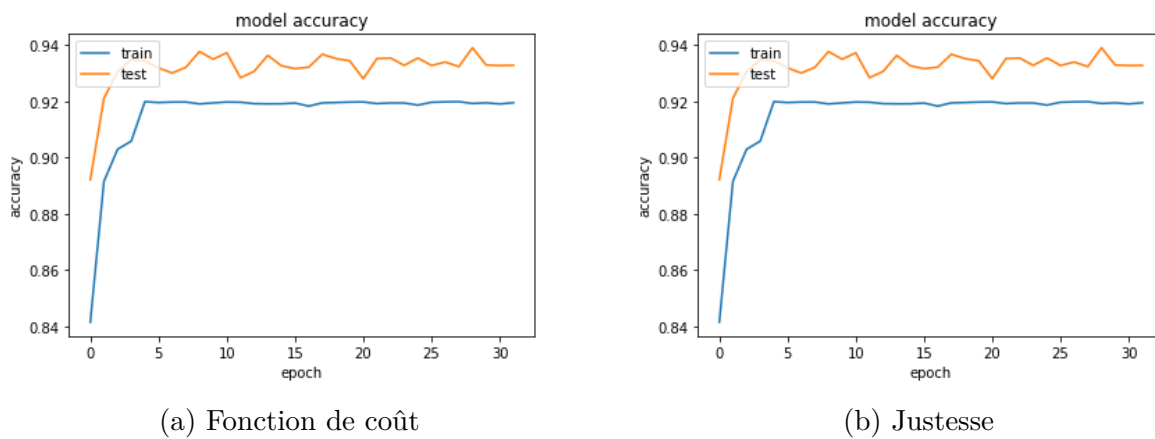 model accuracy
train
test
0.94
0.92
0.90
0.88
0.86
0.84
accuracy
0 5 10 15 20 25 30
epoch
(a) Fonction de coût
model accuracy
train
test
0.94
0.92
0.90
0.88
0.86
0.84
accuracy
0 5 10 15 20 25 30
epoch
(b) Justesse